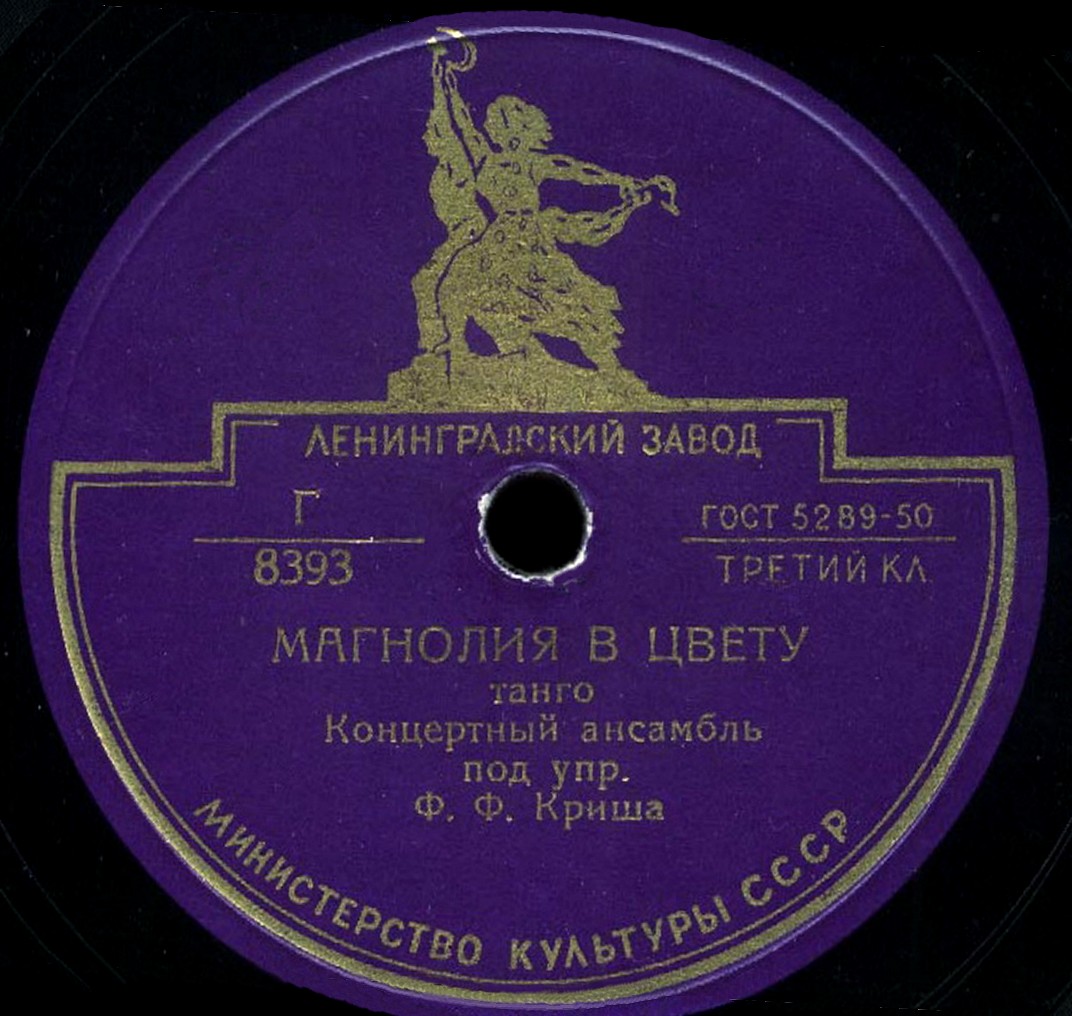 ЛЕНИНГРАДСКИЙ ЗАВОД
Г
8393
ГОСТ 5289-50
ТРЕТИЙ КЛ.
МАГНОЛИЯ В ЦВЕТУ
танго
Концертный ансамбль
под упр.
Ф. Ф. Криша
МИНИСТЕРСТВО КУЛЬТУРЫ СССР